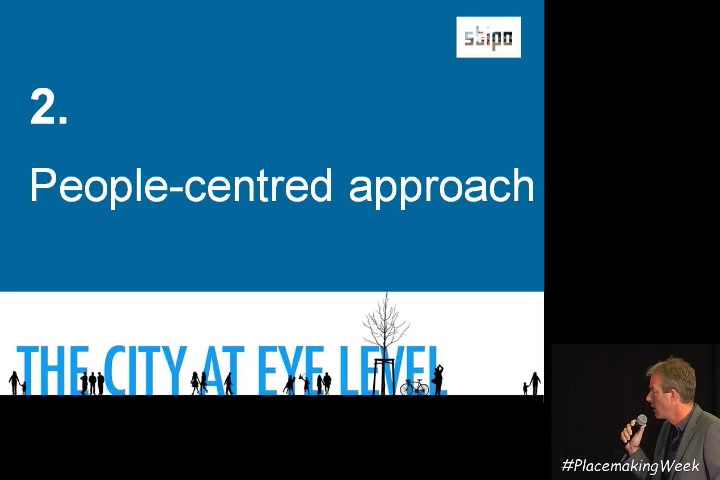 stipo
2.
People-centred approach
THE CITY AT EYE LEVEL
#PlacemakingWeek